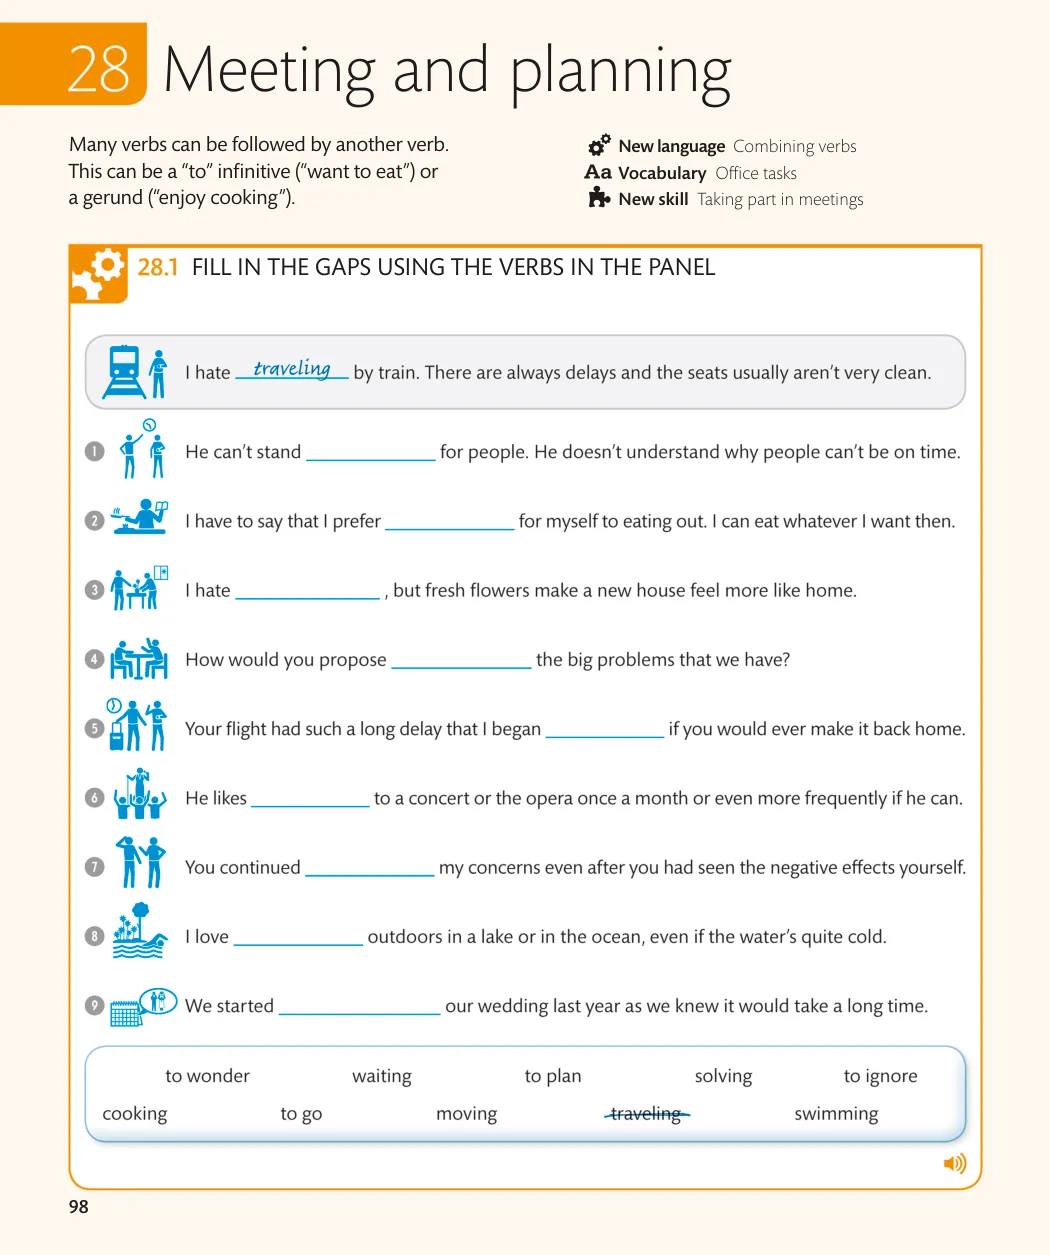 28 Meeting and planning
Many verbs can be followed by another verb.
This can be a “to” infinitive (“want to eat”) or
a gerund (“enjoy cooking”).
New language Combining verbs
Aa Vocabulary Office tasks
New skill Taking part in meetings
28.1 FILL IN THE GAPS USING THE VERBS IN THE PANEL
I hate traveling by train. There are always delays and the seats usually aren’t very clean.
1 He can’t stand ____________ for people. He doesn’t understand why people can’t be on time.
2 I have to say that I prefer ____________ for myself to eating out. I can eat whatever I want then.
3 I hate ____________ , but fresh flowers make a new house feel more like home.
4 How would you propose ____________ the big problems that we have?
5 Your flight had such a long delay that I began ____________ if you would ever make it back home.
6 He likes ____________ to a concert or the opera once a month or even more frequently if he can.
7 You continued ____________ my concerns even after you had seen the negative effects yourself.
8 I love ____________ outdoors in a lake or in the ocean, even if the water’s quite cold.
9 We started ____________ our wedding last year as we knew it would take a long time.
to wonder waiting to plan solving to ignore
cooking to go moving traveling swimming
98